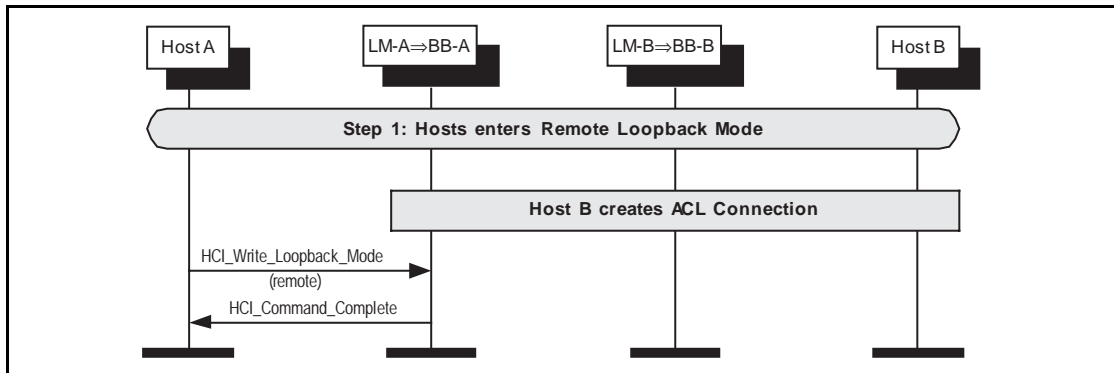 Host A
LM-A⇒BB-A
LM-B⇒BB-B
Host B
Step 1: Hosts enters Remote Loopback Mode
Host B creates ACL Connection
HCI_Write_Loopback_Mode
(remote)
HCI_Command_Complete